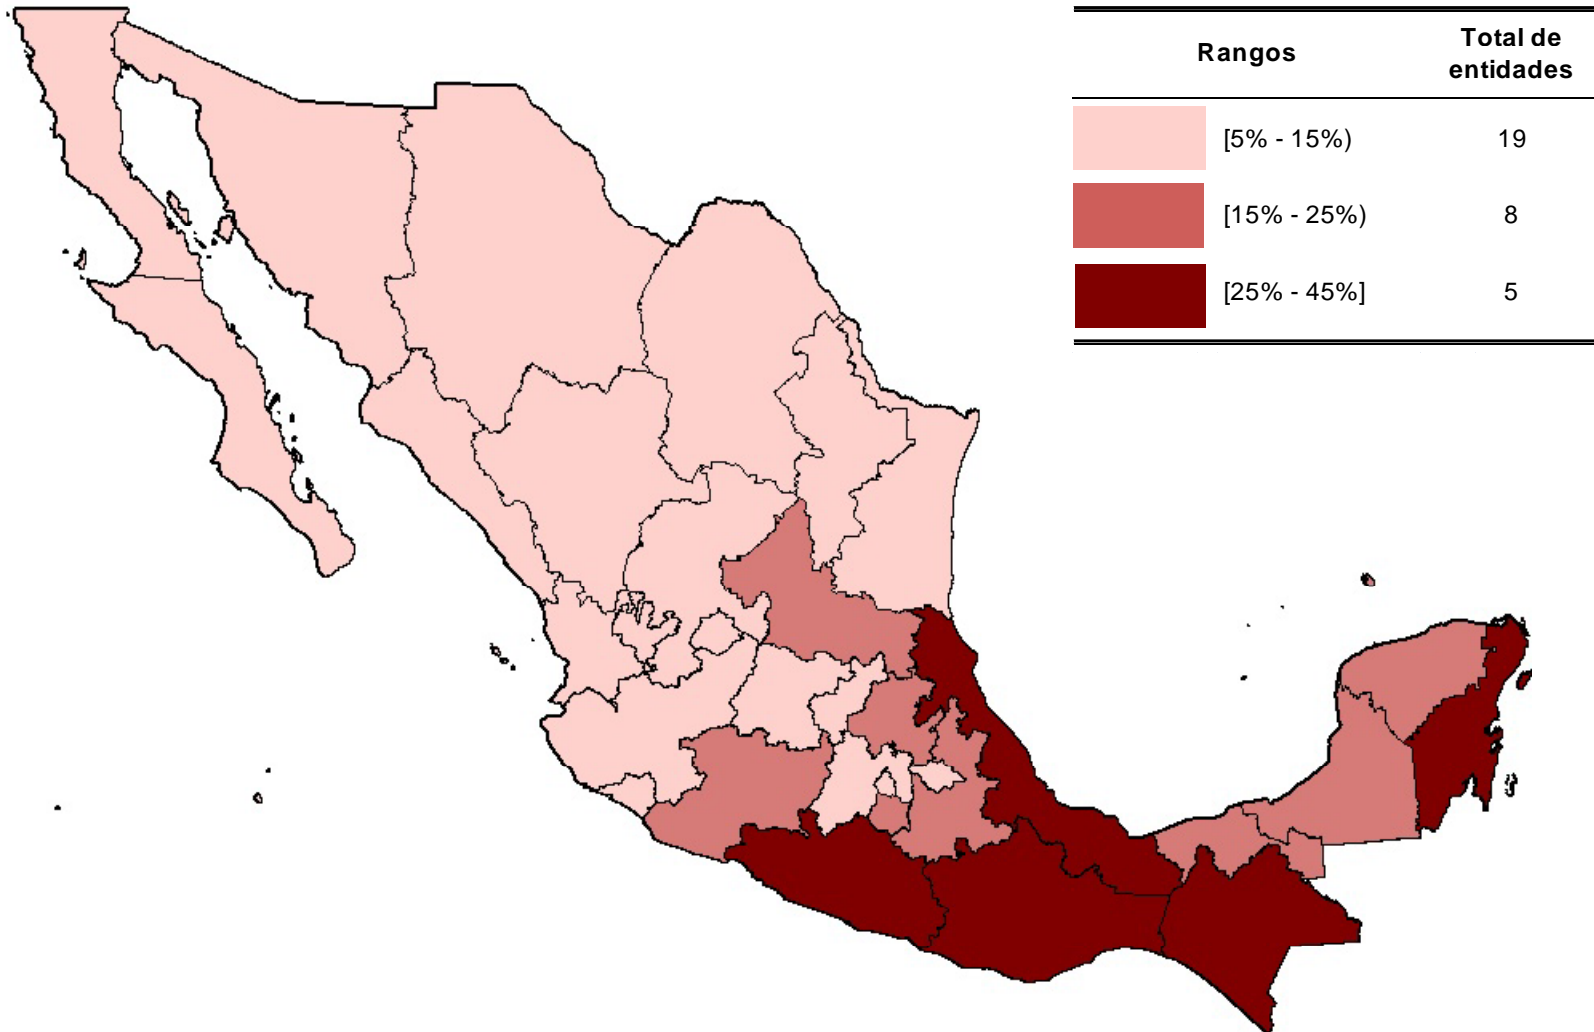 Rangos Total de entidades
[5% - 15%) 19
[15% - 25%) 8
[25% - 45%] 5